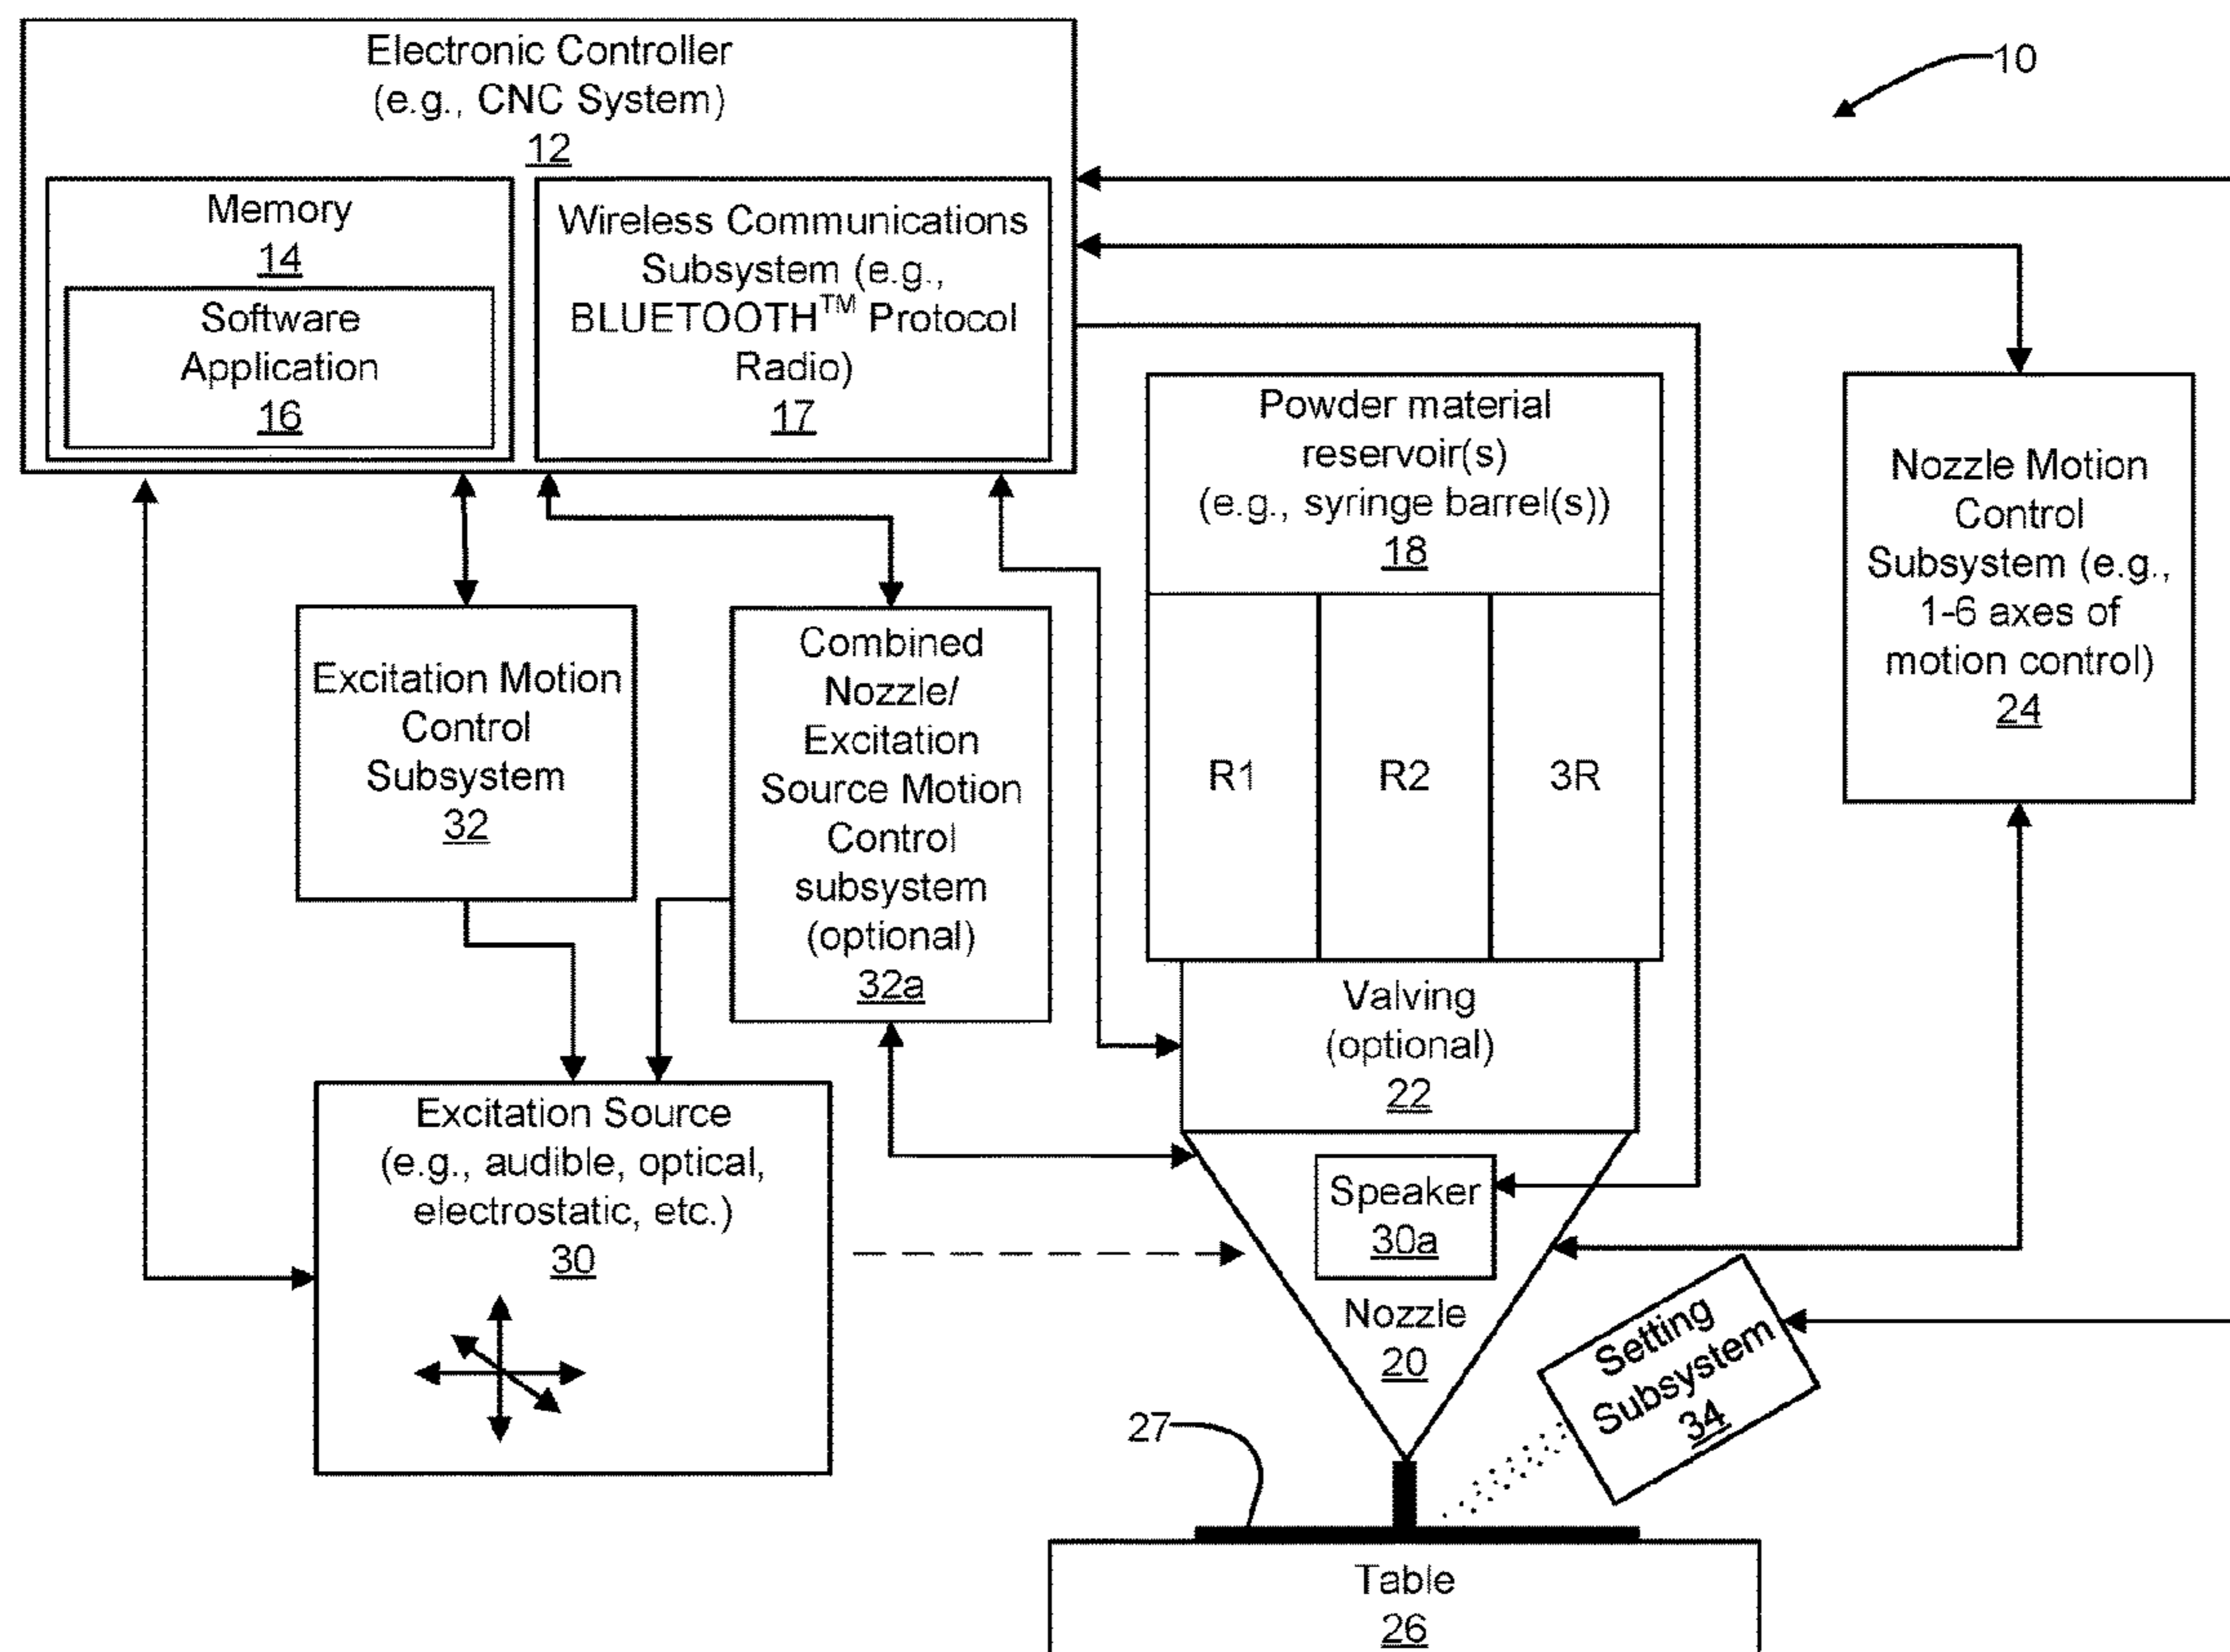 Electronic Controller
(e.g., CNC System)
12
10
Memory
14
Software
Application
16
Wireless Communications
Subsystem (e.g.,
BLUETOOTH™ Protocol
Radio)
17
Powder material
reservoir(s)
(e.g., syringe barrel(s))
18
R1
R2
3R
Nozzle Motion
Control
Subsystem (e.g.,
1-6 axes of
motion control)
24
Excitation Motion
Control
Subsystem
32
Combined
Nozzle/
Excitation
Source Motion
Control
subsystem
(optional)
32a
Valving
(optional)
22
Excitation Source
(e.g., audible, optical,
electrostatic, etc.)
30
Speaker
30a
Nozzle
20
Setting
Subsystem
34
27
Table
26